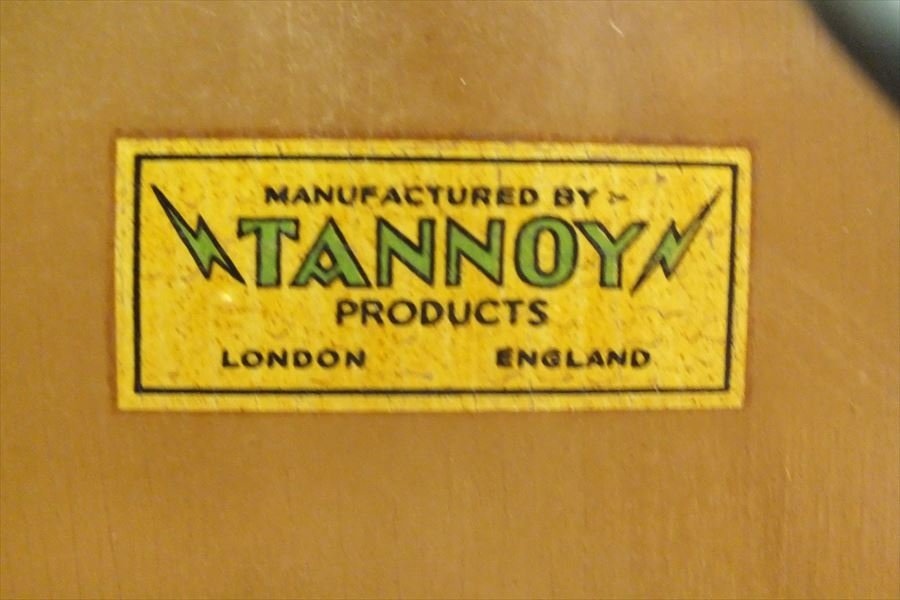 MANUFACTURED BY :-
TANNOY
PRODUCTS
LONDON ENGLAND